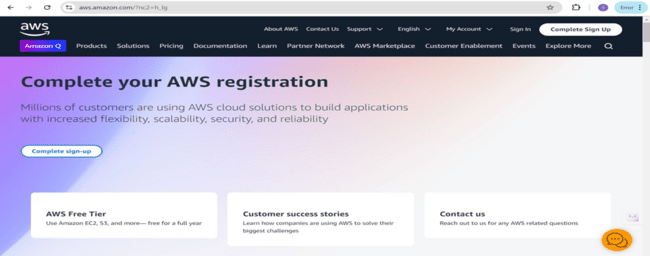 aws.amazon.com/?nc2=h_lg
Error
aws
About AWS Contact Us Support English My Account Sign In Complete Sign Up
Amazon Q Products Solutions Pricing Documentation Learn Partner Network AWS Marketplace Customer Enablement Events Explore More
Complete your AWS registration
Millions of customers are using AWS cloud solutions to build applications
with increased flexibility, scalability, security, and reliability
Complete sign-up
AWS Free Tier
Use Amazon EC2, S3, and more— free for a full year
Customer success stories
Learn how companies are using AWS to solve their
biggest challenges
Contact us
Reach out to us for any AWS related questions